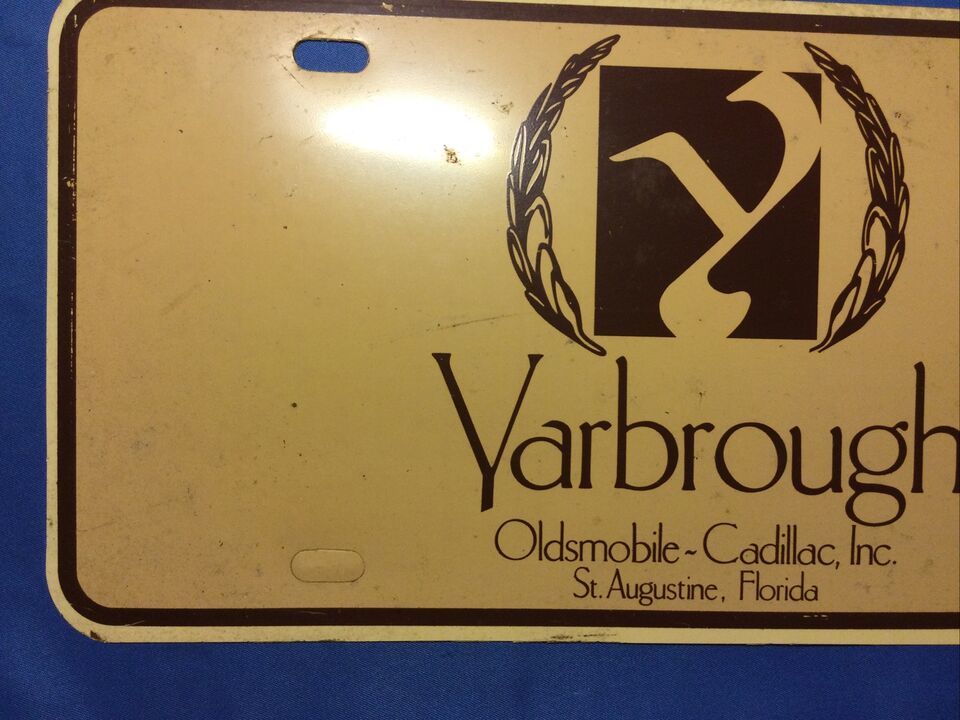 Y
Yarbrough
Oldsmobile ~ Cadillac, Inc.
St. Augustine, Florida